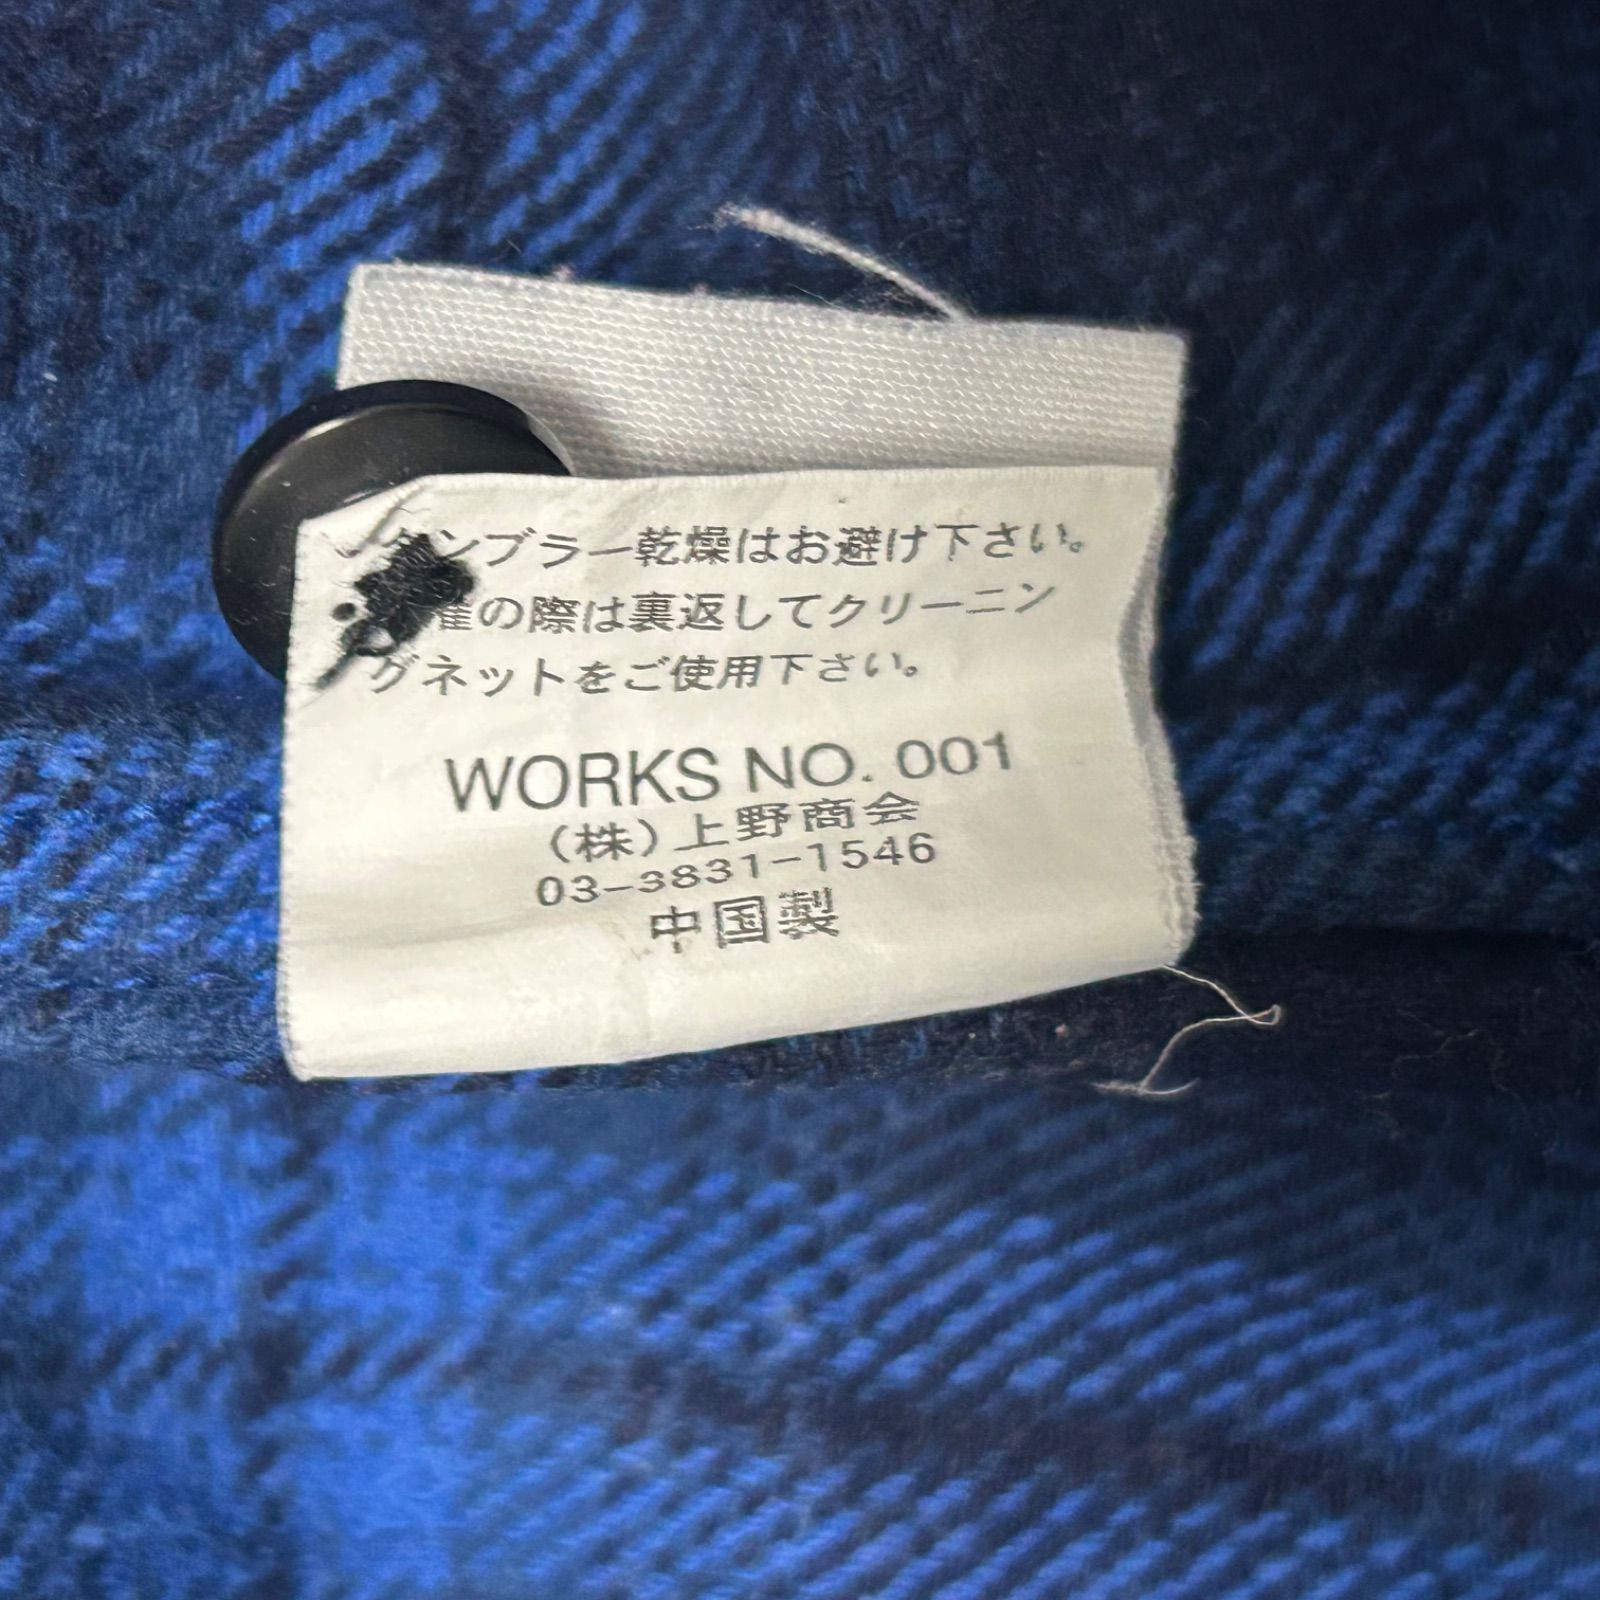 タンブラー乾燥はお避け下さい。
濯の際は裏返してクリーニン
グネットをご使用下さい。
WORKS NO. 001
(株)上野商会
03-3831-1546
中国製